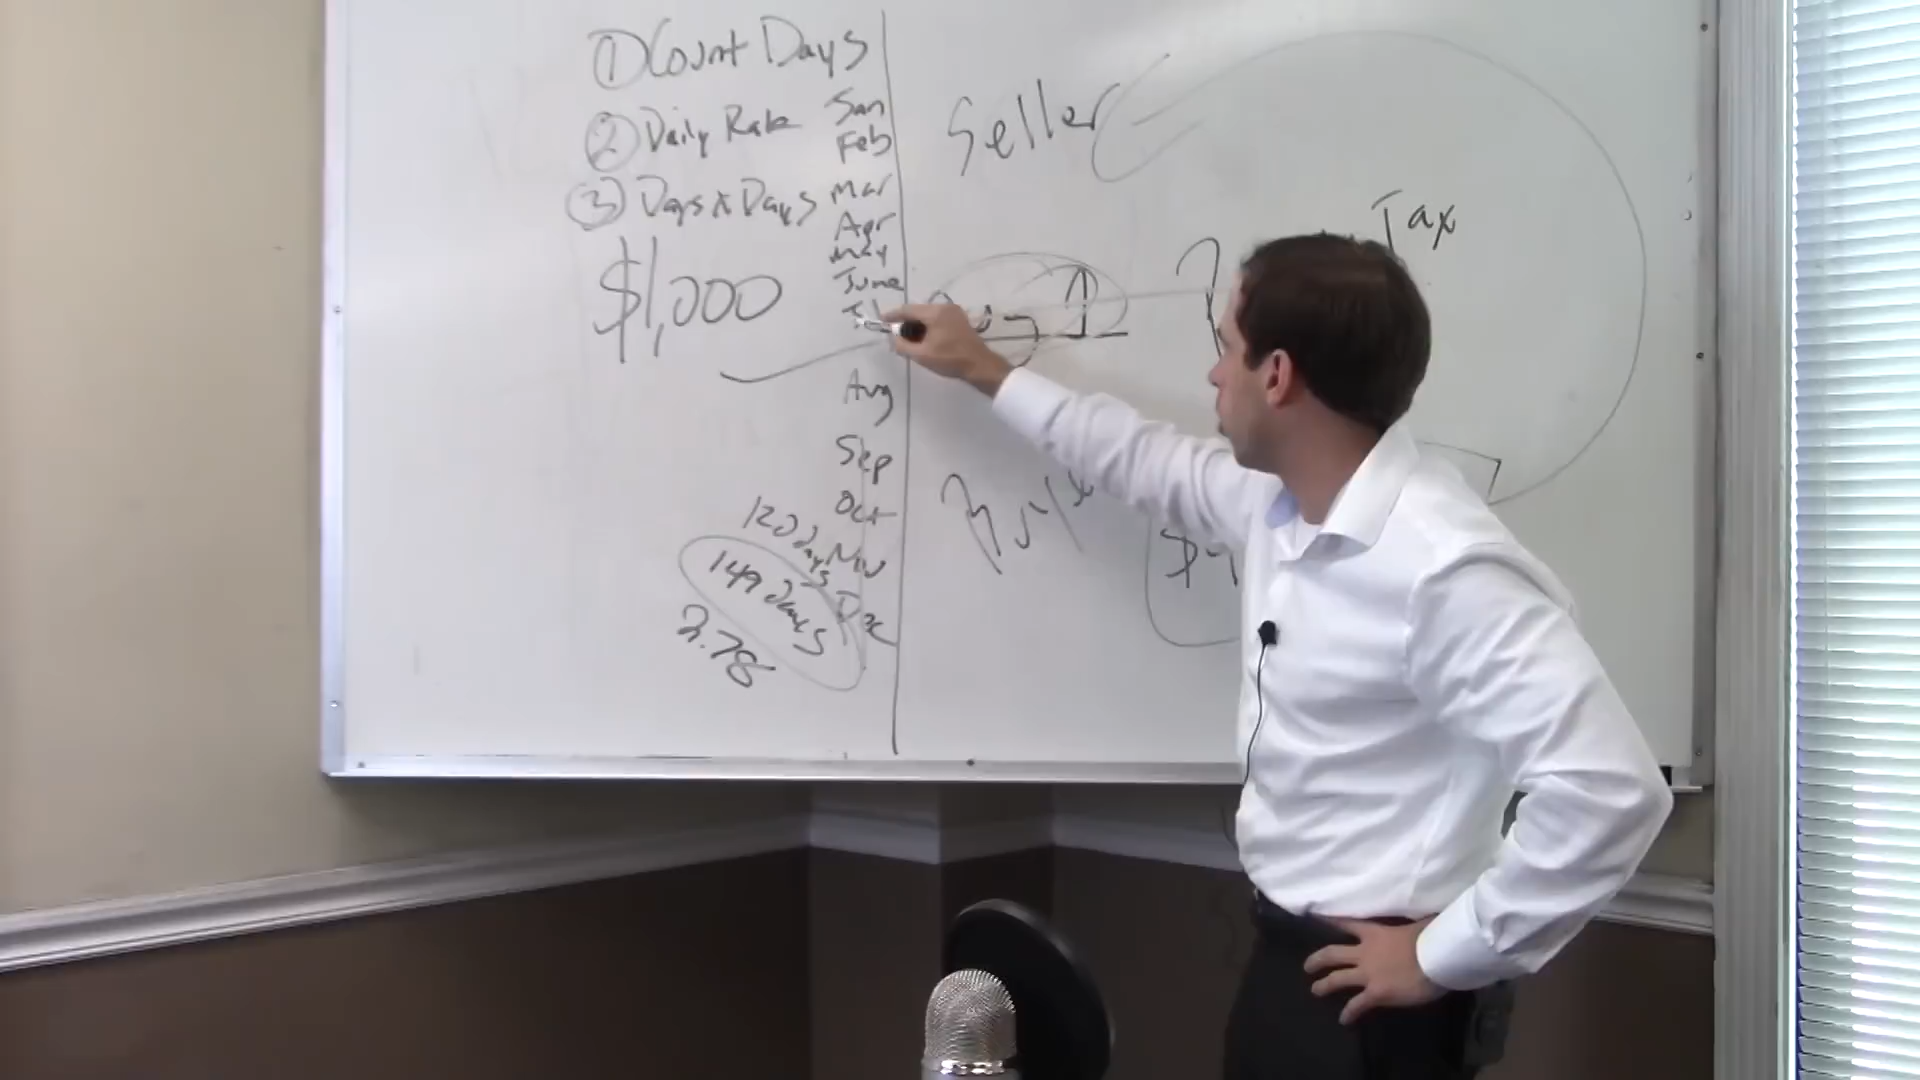 ① Count Days
② Daily Rate
③ Days x Days
$1,000
Jan
Feb
Mar
Apr
May
June
Aug
Sep
Oct
Nov
Dec
120 days
149 days
2.78
Seller
Tax